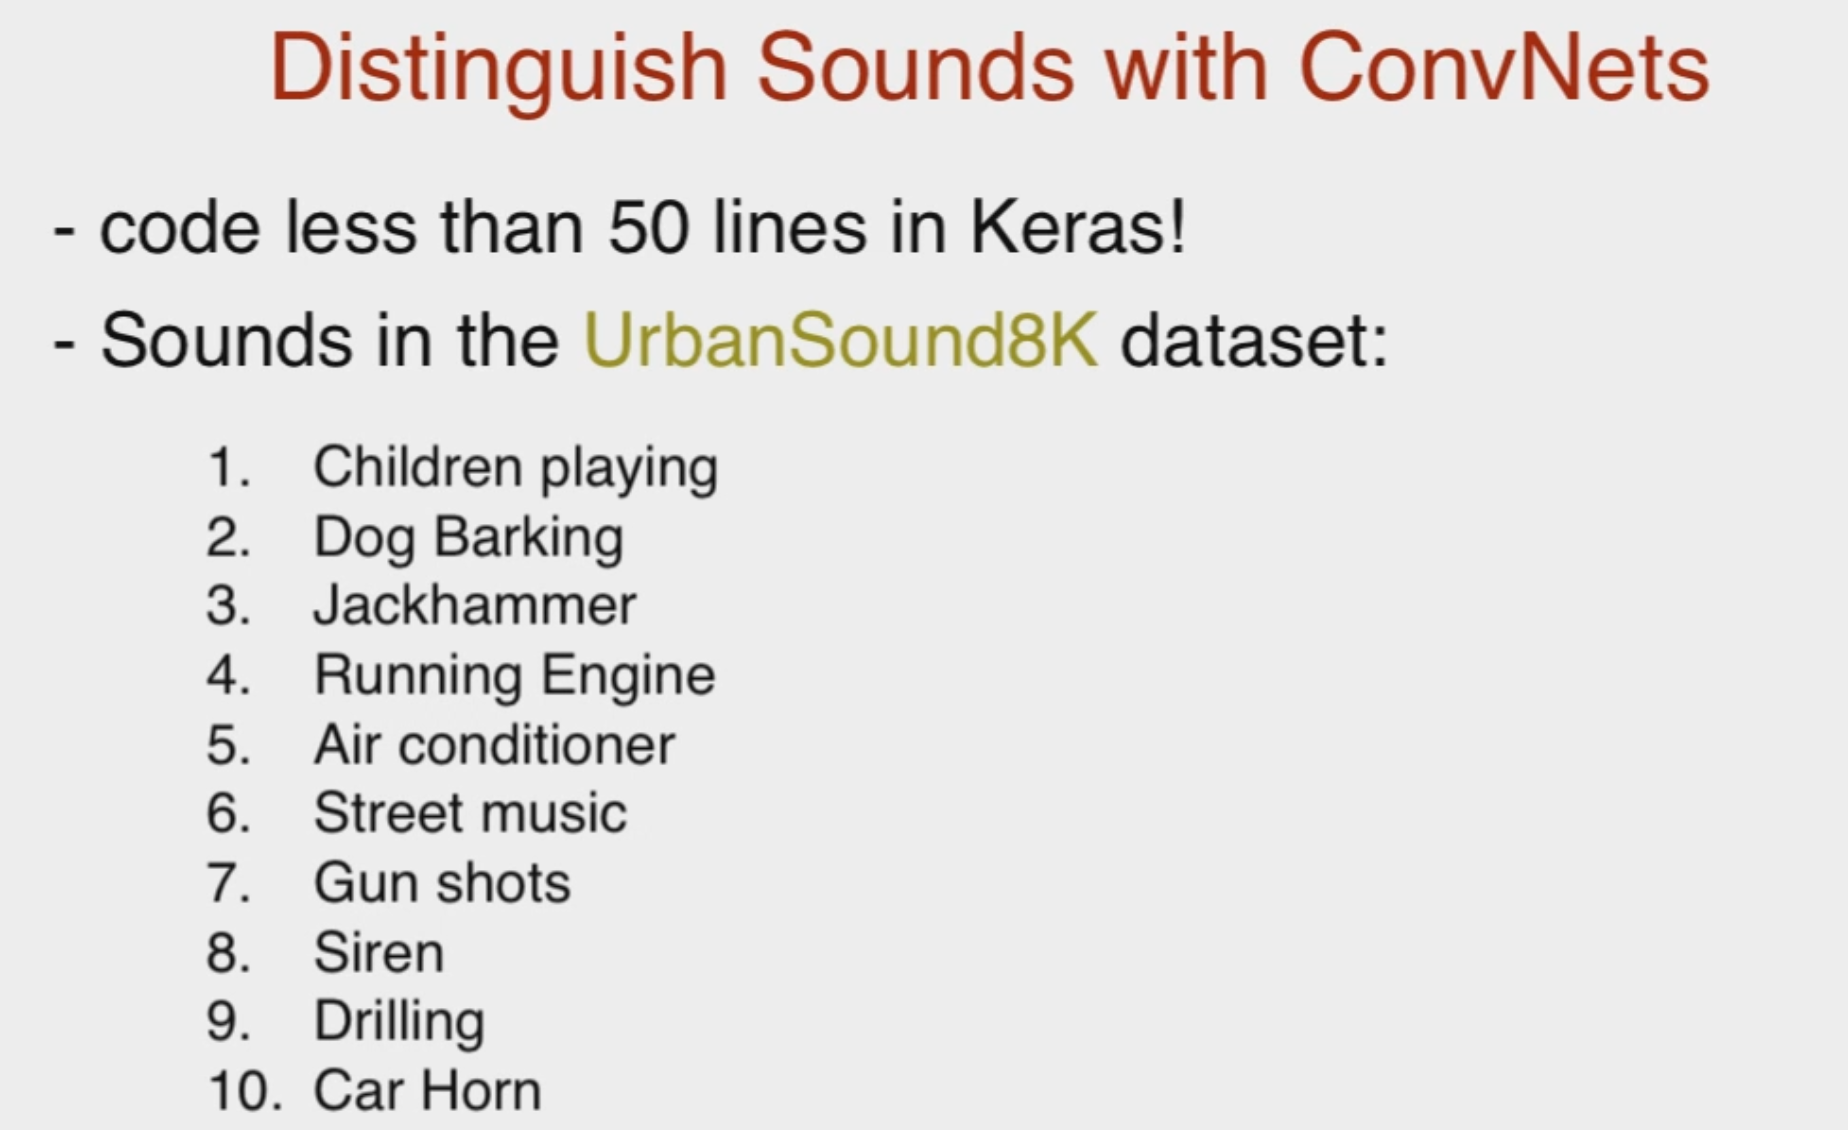 Distinguish Sounds with ConvNets
- code less than 50 lines in Keras!
- Sounds in the UrbanSound8K dataset:
1. Children playing
2. Dog Barking
3. Jackhammer
4. Running Engine
5. Air conditioner
6. Street music
7. Gun shots
8. Siren
9. Drilling
10. Car Horn